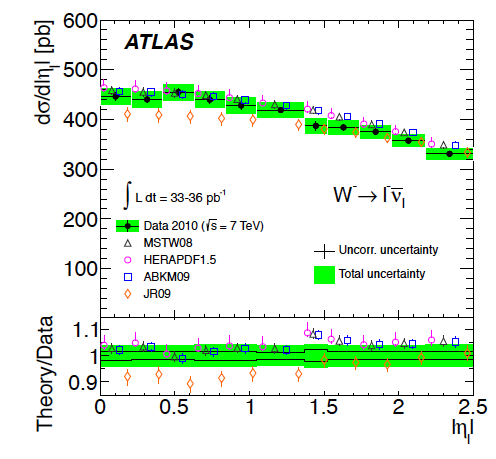 dσ/d|η_l| [pb]
600
500
400
300
200
100
ATLAS
∫ L dt = 33-36 pb⁻¹
W⁻ → l⁻ ν̄_l
Data 2010 (√s = 7 TeV)
MSTW08
HERAPDF1.5
ABKM09
JR09
Uncorr. uncertainty
Total uncertainty
Theory/Data
1.1
1
0.9
0 0.5 1 1.5 2 2.5
|η_l|